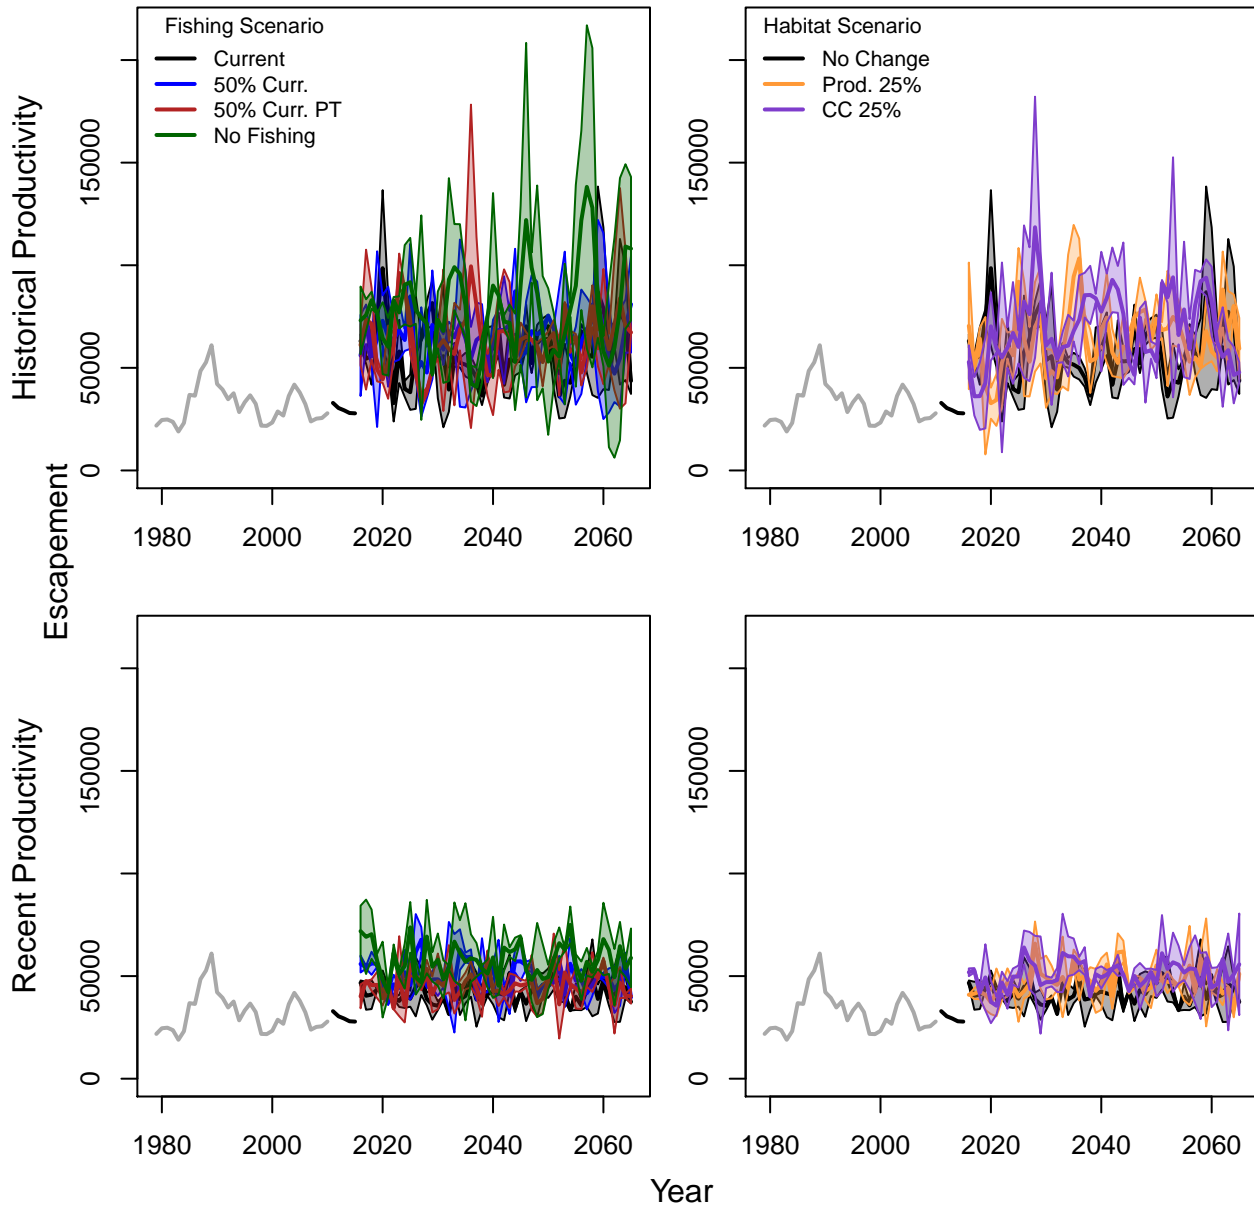 Fishing Scenario
Current
50% Curr.
50% Curr. PT
No Fishing
Habitat Scenario
No Change
Prod. 25%
CC 25%
Historical Productivity
0
50000
150000
1980 2000 2020 2040 2060
0
50000
150000
1980 2000 2020 2040 2060
Escapement
Recent Productivity
0
50000
150000
1980 2000 2020 2040 2060
0
50000
150000
1980 2000 2020 2040 2060
Year